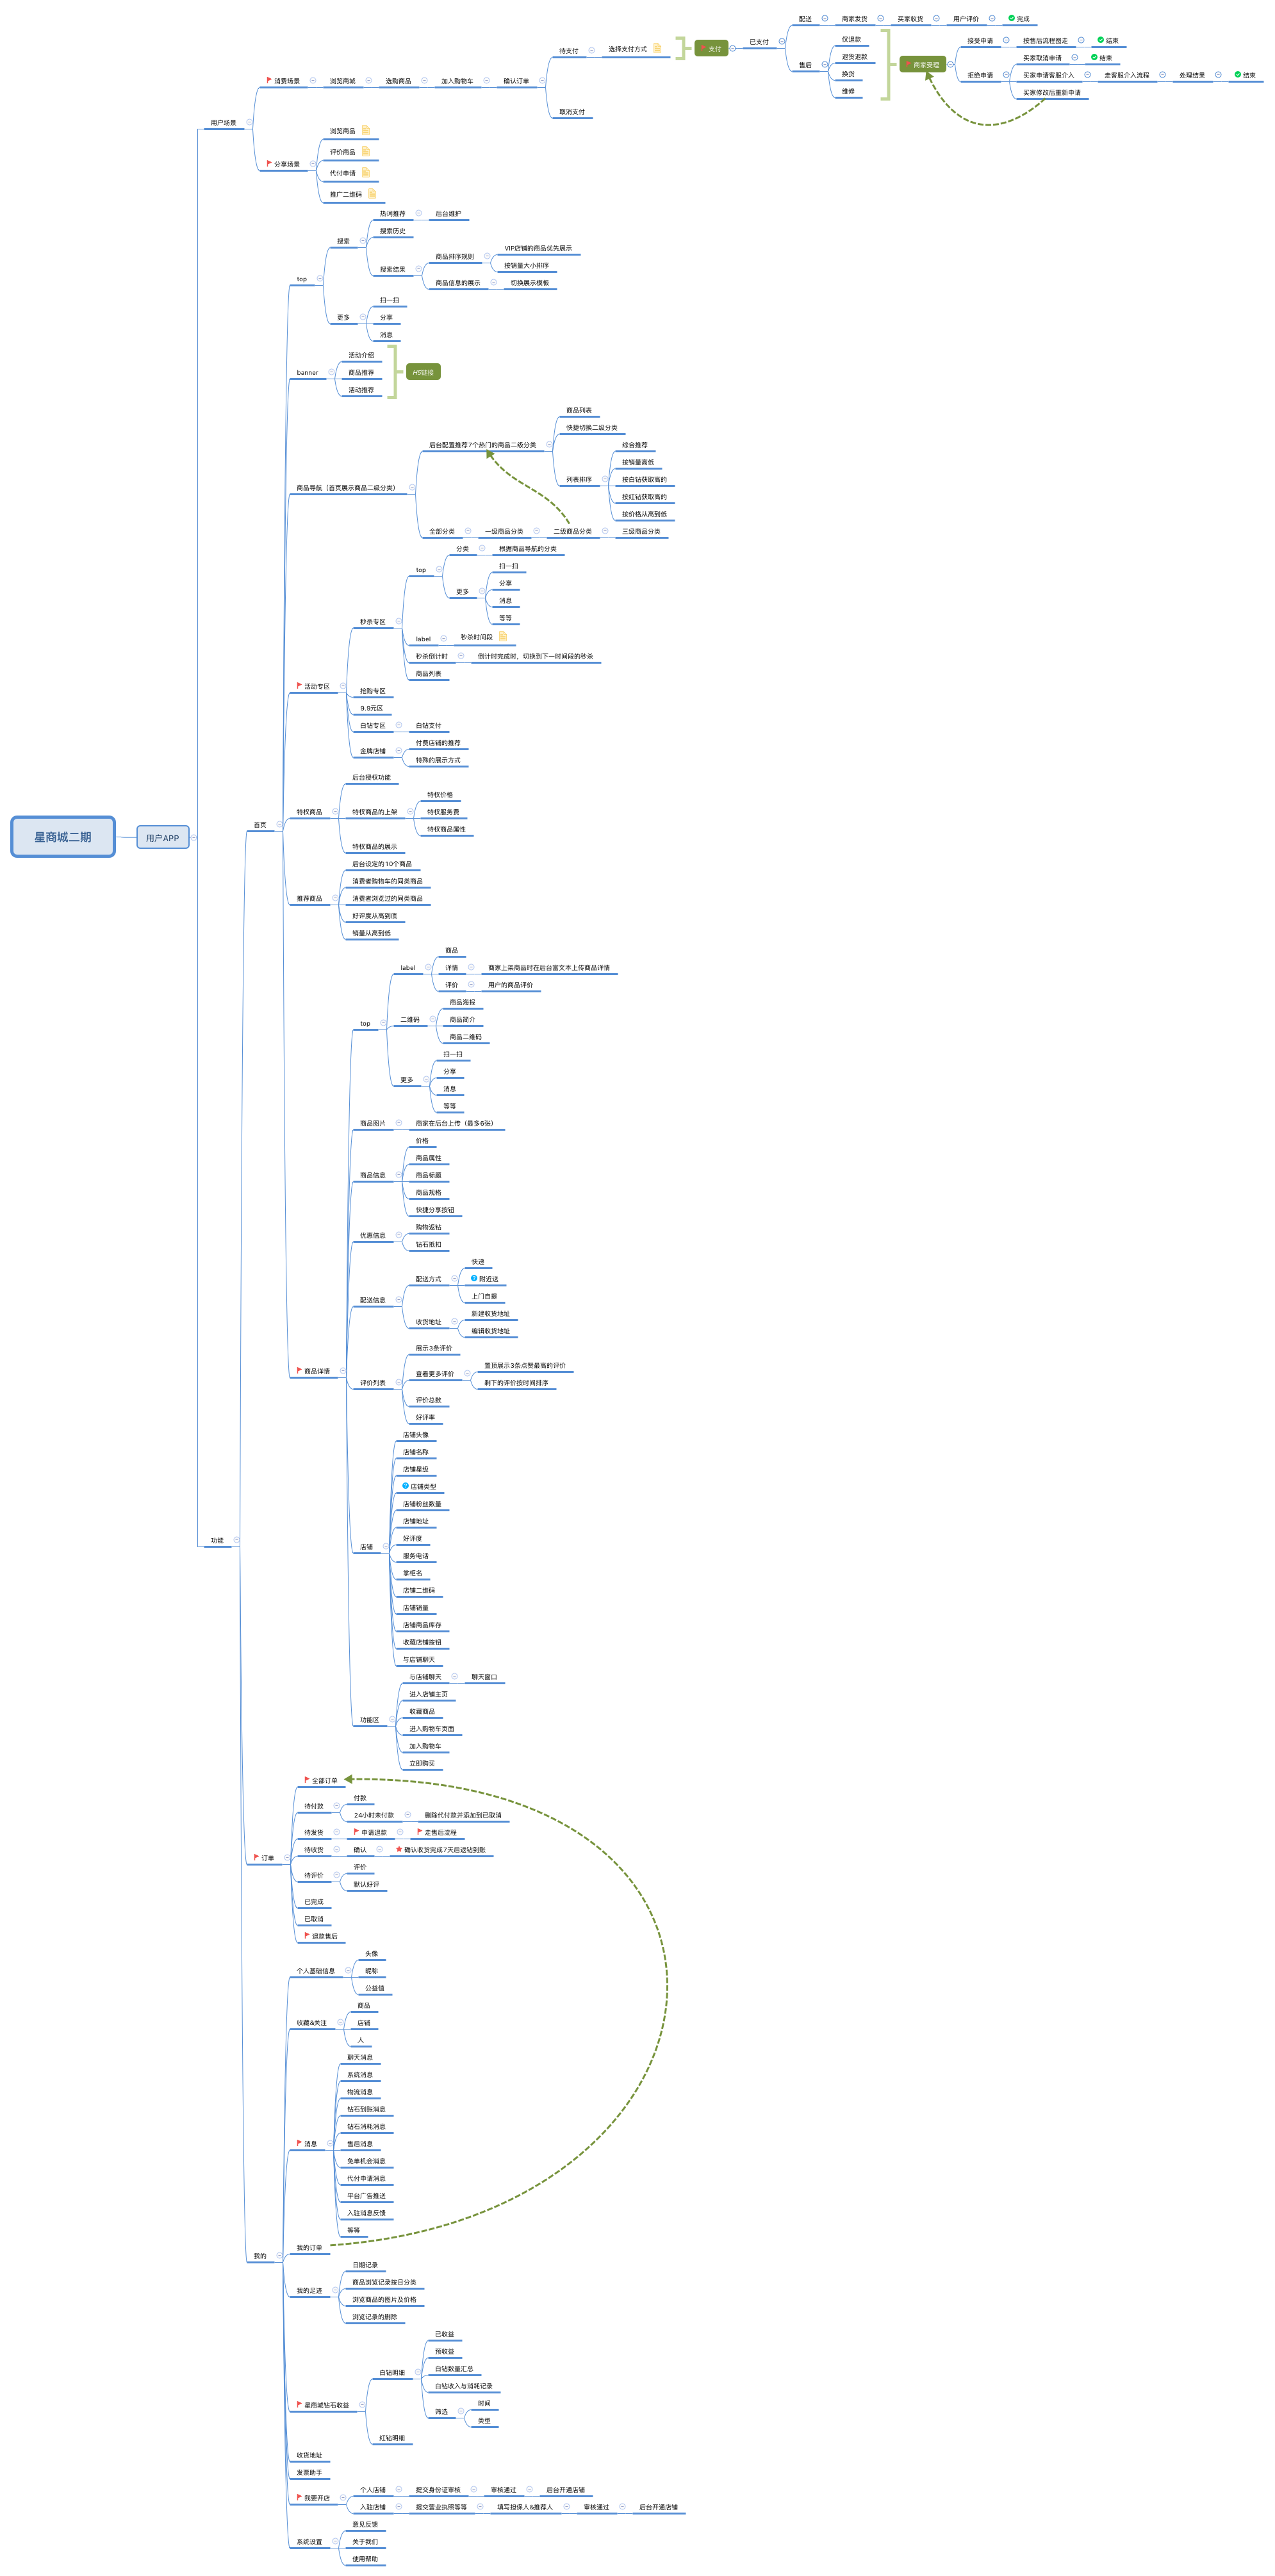 星商城二期
用户APP
用户场景
消费场景
浏览商城
选购商品
加入购物车
确认订单
待支付
选择支付方式
支付
已支付
配送
商家发货
买家收货
用户评价
完成
售后
仅退款
退货退款
换货
维修
商家受理
接受申请
按售后流程图走
结束
拒绝申请
买家取消申请
结束
买家申请客服介入
走客服介入流程
处理结果
结束
买家修改后重新申请
取消支付
分享场景
浏览商品
评价商品
代付申请
推广二维码
功能
首页
top
搜索
热词推荐
后台维护
搜索历史
搜索结果
商品排序规则
VIP店铺的商品优先展示
按销量大小排序
商品信息的展示
切换展示模板
更多
扫一扫
分享
消息
banner
活动介绍
商品推荐
活动推荐
H5链接
商品导航（首页展示商品二级分类）
后台配置推荐7个热门的商品二级分类
商品列表
快捷切换二级分类
列表排序
综合推荐
按销量高低
按白钻获取高的
按红钻获取高的
按价格从高到低
全部分类
一级商品分类
二级商品分类
三级商品分类
活动专区
秒杀专区
top
分类
根据商品导航的分类
更多
扫一扫
分享
消息
等等
label
秒杀时间段
秒杀倒计时
倒计时完成时，切换到下一时间段的秒杀
商品列表
抢购专区
9.9元区
白钻专区
白钻支付
金牌店铺
付费店铺的推荐
特殊的展示方式
特权商品
后台授权功能
特权商品的上架
特权价格
特权服务费
特权商品属性
特权商品的展示
推荐商品
后台设定的10个商品
消费者购物车的同类商品
消费者浏览过的同类商品
好评度从高到底
销量从高到低
商品详情
top
label
商品
详情
商家上架商品时在后台富文本上传商品详情
评价
用户的商品评价
二维码
商品海报
商品简介
商品二维码
更多
扫一扫
分享
消息
等等
商品图片
商家在后台上传（最多6张）
商品信息
价格
商品属性
商品标题
商品规格
快捷分享按钮
优惠信息
购物返钻
钻石抵扣
配送信息
配送方式
快递
附近送
上门自提
收货地址
新建收货地址
编辑收货地址
评价列表
展示3条评价
查看更多评价
置顶展示3条点赞最高的评价
剩下的评价按时间排序
评价总数
好评率
店铺
店铺头像
店铺名称
店铺星级
店铺类型
店铺粉丝数量
店铺地址
好评度
服务电话
掌柜名
店铺二维码
店铺销量
店铺商品库存
收藏店铺按钮
与店铺聊天
功能区
与店铺聊天
聊天窗口
进入店铺主页
收藏商品
进入购物车页面
加入购物车
立即购买
订单
全部订单
待付款
付款
24小时未付款
删除代付款并添加到已取消
待发货
申请退款
走售后流程
待收货
确认
确认收货完成7天后返钻到账
待评价
评价
默认好评
已完成
已取消
退款售后
我的
个人基础信息
头像
昵称
公益值
收藏&关注
商品
店铺
人
消息
聊天消息
系统消息
物流消息
钻石到账消息
钻石消耗消息
售后消息
免单机会消息
代付申请消息
平台广告推送
入驻消息反馈
等等
我的订单
我的足迹
日期记录
商品浏览记录按日分类
浏览商品的图片及价格
浏览记录的删除
星商城钻石收益
白钻明细
已收益
预收益
白钻数量汇总
白钻收入与消耗记录
筛选
时间
类型
红钻明细
收货地址
发票助手
我要开店
个人店铺
提交身份证审核
审核通过
后台开通店铺
入驻店铺
提交营业执照等等
填写担保人&推荐人
审核通过
后台开通店铺
系统设置
意见反馈
关于我们
使用帮助